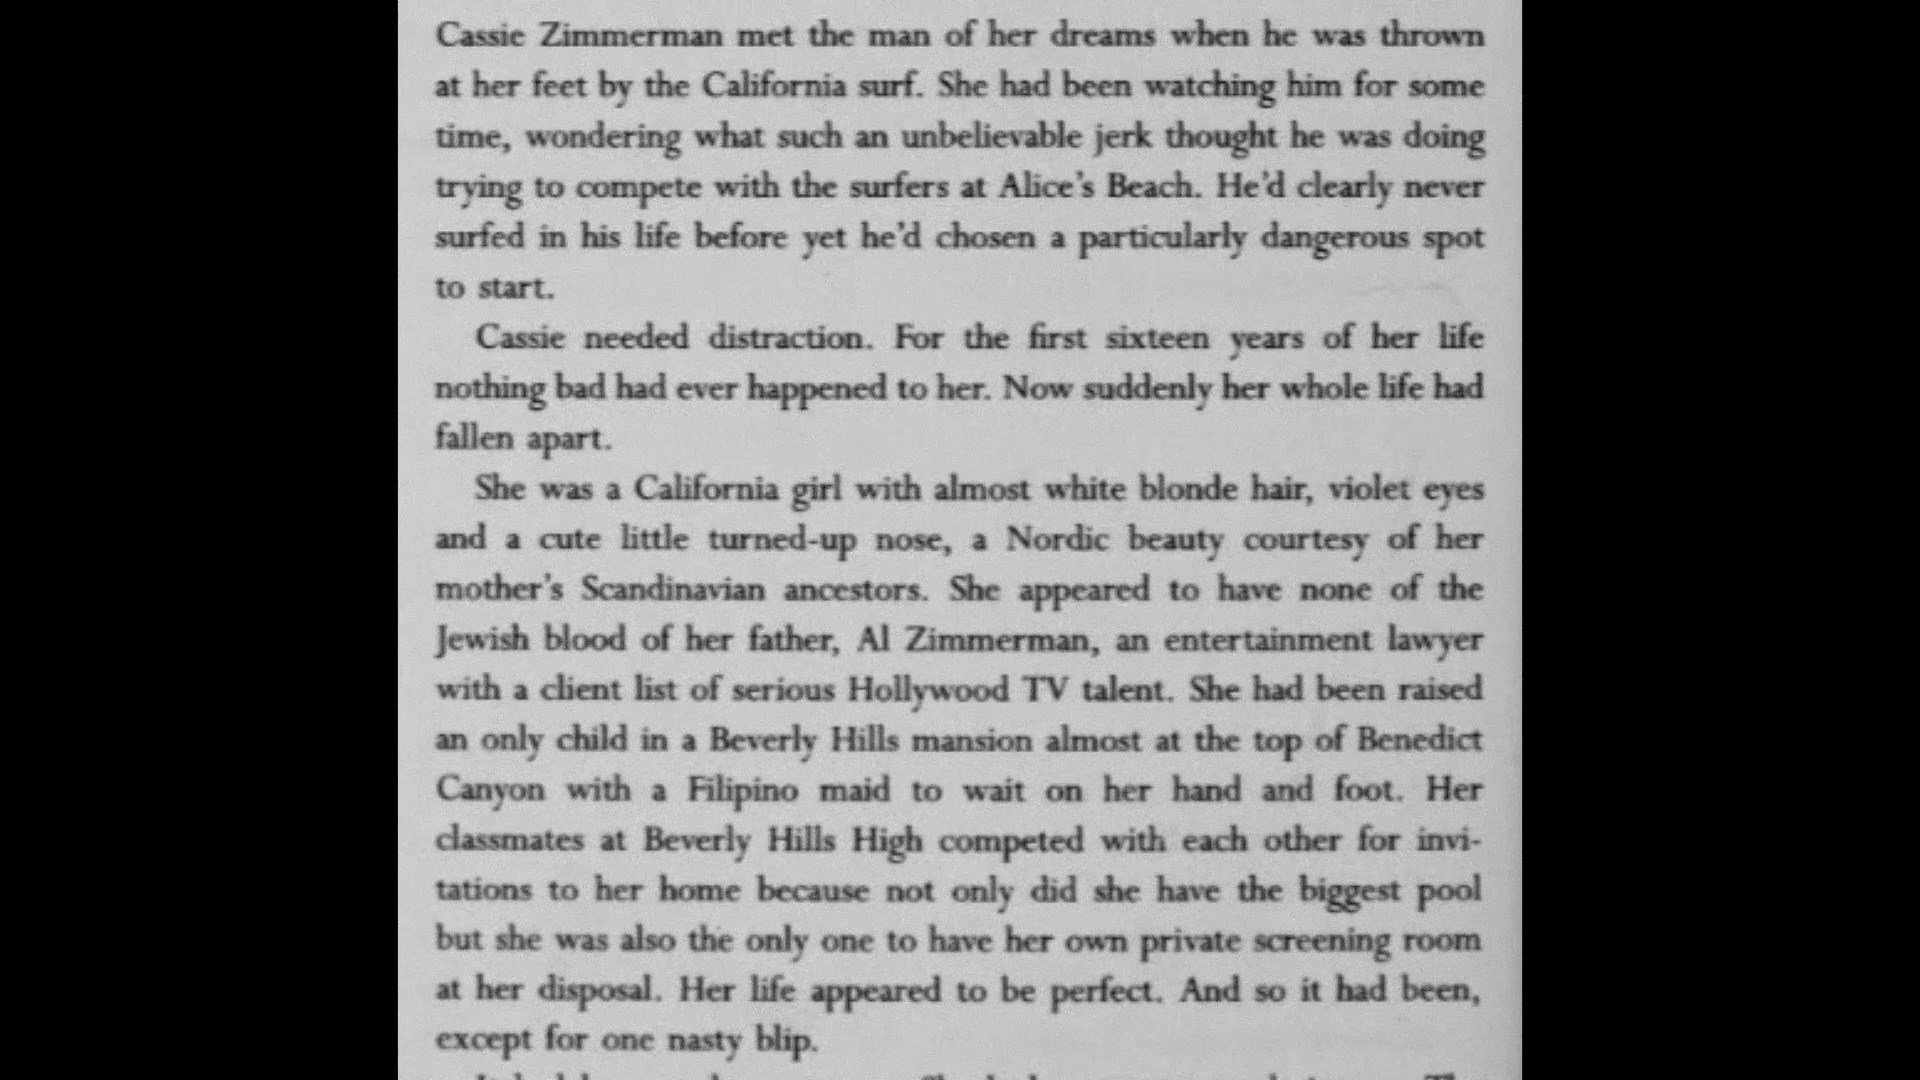 Cassie Zimmerman met the man of her dreams when he was thrown
at her feet by the California surf. She had been watching him for some
time, wondering what such an unbelievable jerk thought he was doing
trying to compete with the surfers at Alice's Beach. He'd clearly never
surfed in his life before yet he'd chosen a particularly dangerous spot
to start.
Cassie needed distraction. For the first sixteen years of her life
nothing bad had ever happened to her. Now suddenly her whole life had
fallen apart.
She was a California girl with almost white blonde hair, violet eyes
and a cute little turned-up nose, a Nordic beauty courtesy of her
mother's Scandinavian ancestors. She appeared to have none of the
Jewish blood of her father, Al Zimmerman, an entertainment lawyer
with a client list of serious Hollywood TV talent. She had been raised
an only child in a Beverly Hills mansion almost at the top of Benedict
Canyon with a Filipino maid to wait on her hand and foot. Her
classmates at Beverly Hills High competed with each other for invi-
tations to her home because not only did she have the biggest pool
but she was also the only one to have her own private screening room
at her disposal. Her life appeared to be perfect. And so it had been,
except for one nasty blip.